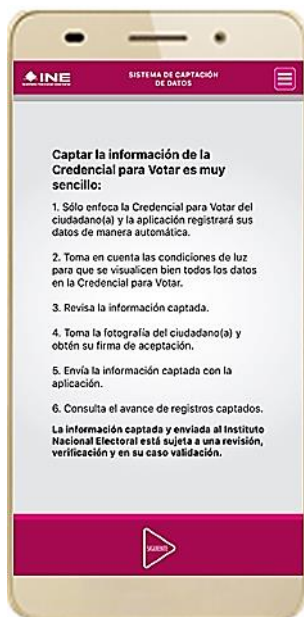 INE
SISTEMA DE CAPTACIÓN
DE DATOS
Captar la información de la
Credencial para Votar es muy
sencillo:
1. Sólo enfoca la Credencial para Votar del
ciudadano(a) y la aplicación registrará sus
datos de manera automática.
2. Toma en cuenta las condiciones de luz
para que se visualicen bien todos los datos
en la Credencial para Votar.
3. Revisa la información captada.
4. Toma la fotografía del ciudadano(a) y
obtén su firma de aceptación.
5. Envía la información captada con la
aplicación.
6. Consulta el avance de registros captados.
La información captada y enviada al Instituto
Nacional Electoral está sujeta a una revisión,
verificación y en su caso validación.
SIGUIENTE